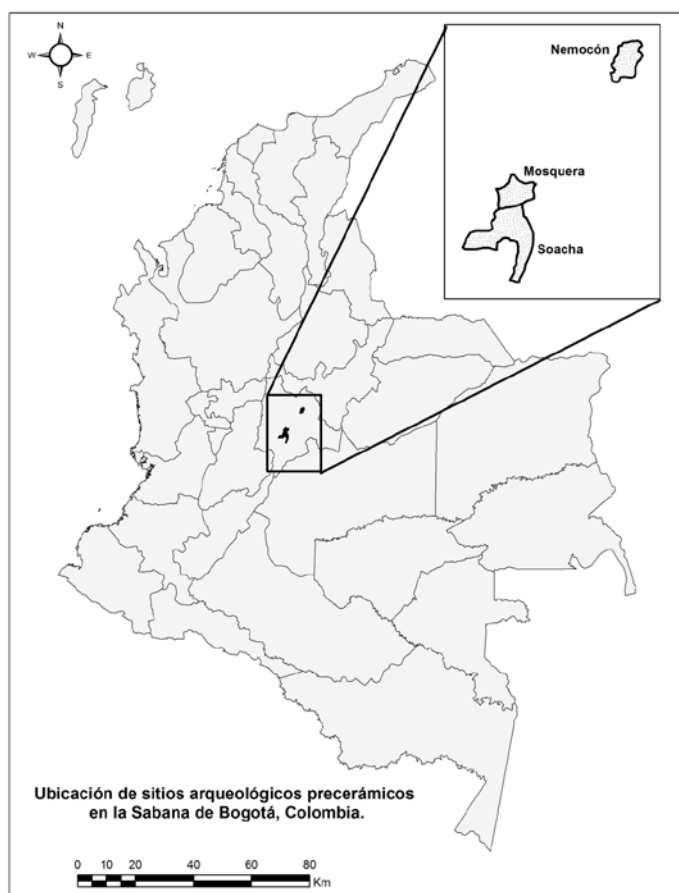 N
W E
S
Nemocón
Mosquera
Soacha
Ubicación de sitios arqueológicos precerámicos
en la Sabana de Bogotá, Colombia.
0 5 10 20 40 60 80
Km